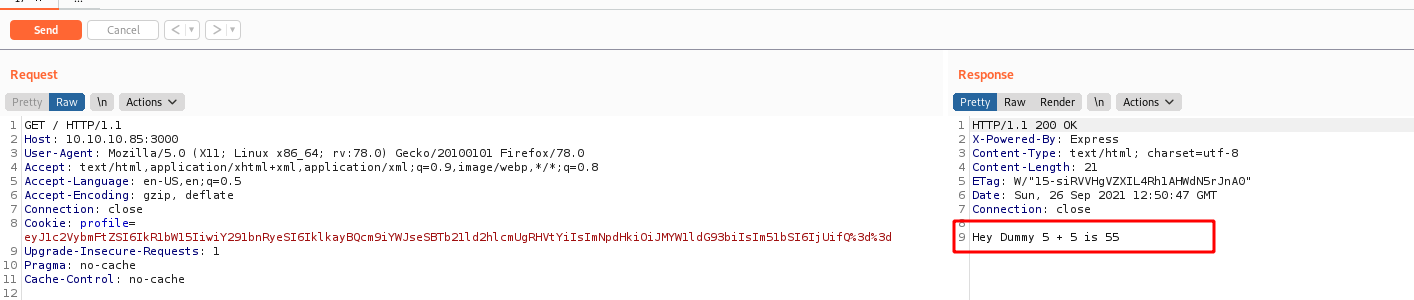 Send
Cancel
< >
Request
Pretty Raw \n Actions
1 GET / HTTP/1.1
2 Host: 10.10.10.85:3000
3 User-Agent: Mozilla/5.0 (X11; Linux x86_64; rv:78.0) Gecko/20100101 Firefox/78.0
4 Accept: text/html,application/xhtml+xml,application/xml;q=0.9,image/webp,*/*;q=0.8
5 Accept-Language: en-US,en;q=0.5
6 Accept-Encoding: gzip, deflate
7 Connection: close
8 Cookie: profile=
eyJ1c2VybmFtZSI6IkR1bW15IiwiY291bnRyeSI6IklkayBQcm9iYWJseSBTb21ld2hlcmUgRHVtYiIsImNpdHkiOiJMYW1ldG93biIsIm51bSI6IjUifQ%3d%3d
9 Upgrade-Insecure-Requests: 1
10 Pragma: no-cache
11 Cache-Control: no-cache
12
Response
Pretty Raw Render \n Actions
1 HTTP/1.1 200 OK
2 X-Powered-By: Express
3 Content-Type: text/html; charset=utf-8
4 Content-Length: 21
5 ETag: W/"15-siRVVHgVZXIL4Rh1AHWdN5rJnA0"
6 Date: Sun, 26 Sep 2021 12:50:47 GMT
7 Connection: close
8
9 Hey Dummy 5 + 5 is 55